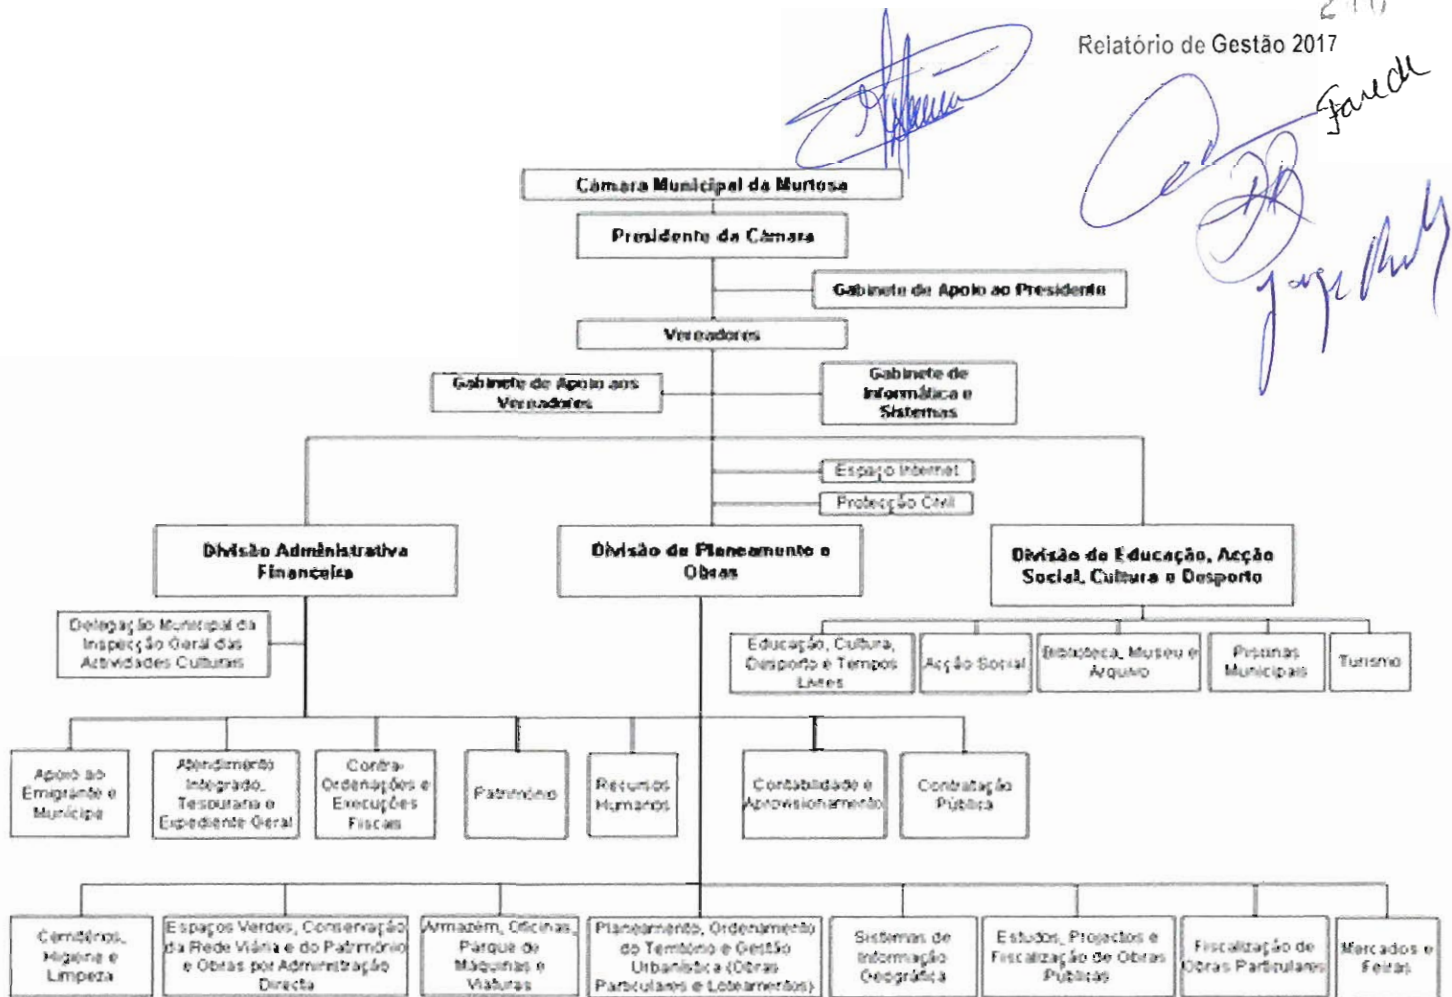 Relatório de Gestão 2017
Câmara Municipal da Murtosa
Presidente da Câmara
Gabinete de Apoio ao Presidente
Vereadores
Gabinete de Apoio aos
Vereadores
Gabinete de
Informática e
Sistemas
Espaço Internet
Protecção Civil
Divisão Administrativa
Financeira
Divisão de Planeamento e
Obras
Divisão de Educação, Acção
Social, Cultura e Desporto
Delegação Municipal da
Inspecção Geral das
Actividades Culturais
Educação, Cultura,
Desporto e Tempos
Livres
Acção Social
Biblioteca, Museu e
Arquivo
Piscinas
Municipais
Turismo
Apoio ao
Emigrante e
Munícipe
Atendimento
Integrado,
Tesouraria e
Expediente Geral
Contra-
Ordenações e
Execuções
Fiscais
Património
Recursos
Humanos
Contabilidade e
Aprovisionamento
Contratação
Pública
Cemitérios,
Higiene e
Limpeza
Espaços Verdes, Conservação
da Rede Viária e do Património
e Obras por Administração
Directa
Armazém, Oficinas,
Parque de
Máquinas e
Viaturas
Planeamento, Ordenamento
do Território e Gestão
Urbanística (Obras
Particulares e Loteamentos)
Sistemas de
Informação
Geográfica
Estudos, Projectos e
Fiscalização de Obras
Públicas
Fiscalização de
Obras Particulares
Mercados e
Feiras